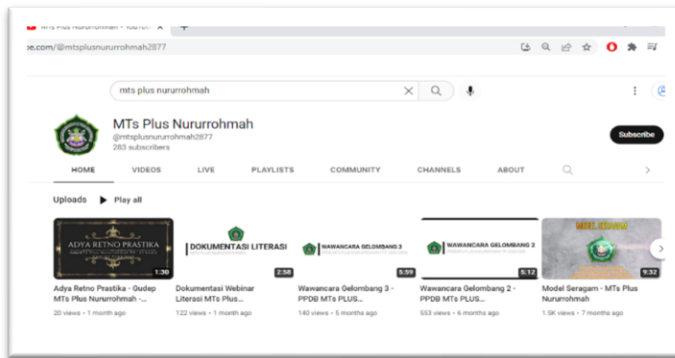 MTs Plus Nururrohmah - YouTub
be.com/@mtsplusnururrohmah2877
mts plus nururrohmah
MTs Plus Nururrohmah
@mtsplusnururrohmah2877
283 subscribers
Subscribe
HOME VIDEOS LIVE PLAYLISTS COMMUNITY CHANNELS ABOUT
Uploads Play all
ADYA RETNO PRASTIKA
1:30
DOKUMENTASI LITERASI
2:58
WAWANCARA GELOMBANG 3
5:59
WAWANCARA GELOMBANG 2
5:12
9:32
Adya Retno Prastika - Gudep
MTs Plus Nururrohmah -...
20 views • 1 month ago
Dokumentasi Webinar
Literasi MTs Plus...
122 views • 1 month ago
Wawancara Gelombang 3 -
PPDB MTs PLUS...
140 views • 5 months ago
Wawancara Gelombang 2 -
PPDB MTs PLUS...
553 views • 6 months ago
Model Seragam - MTs Plus
Nururrohmah
1.5K views • 7 months ago